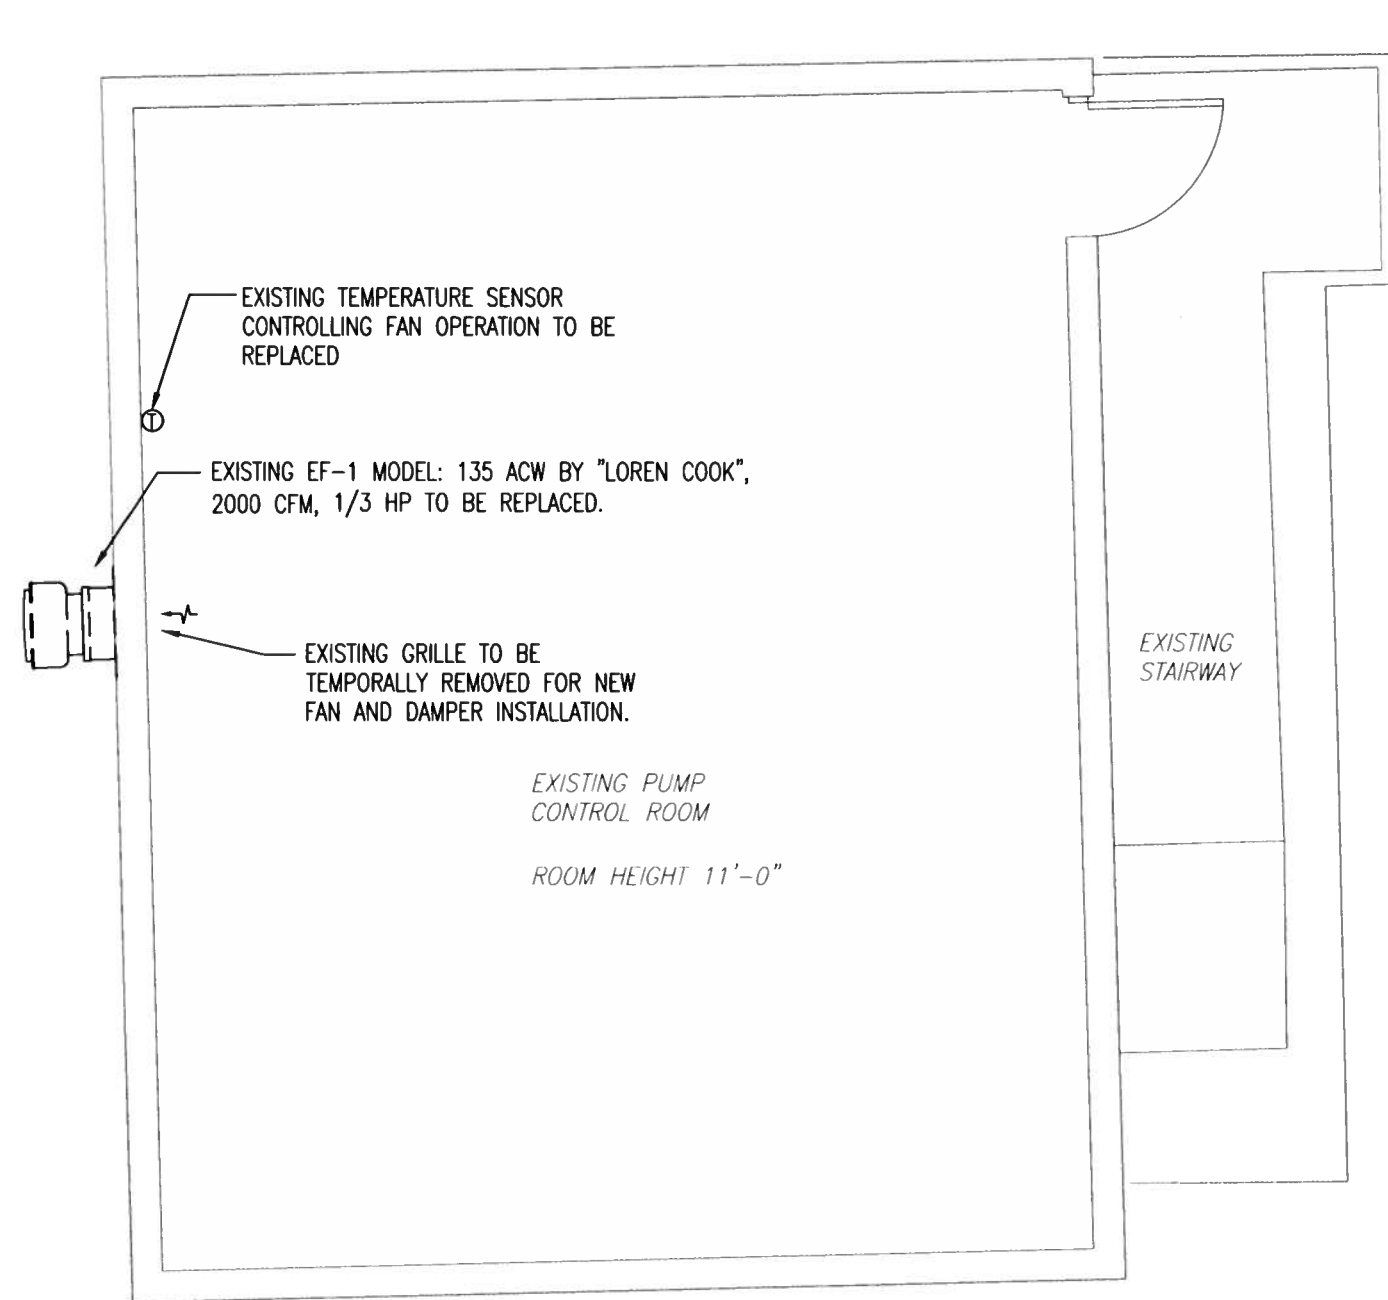 EXISTING TEMPERATURE SENSOR
CONTROLLING FAN OPERATION TO BE
REPLACED
T
EXISTING EF-1 MODEL: 135 ACW BY "LOREN COOK",
2000 CFM, 1/3 HP TO BE REPLACED.
EXISTING GRILLE TO BE
TEMPORALLY REMOVED FOR NEW
FAN AND DAMPER INSTALLATION.
EXISTING
STAIRWAY
EXISTING PUMP
CONTROL ROOM
ROOM HEIGHT 11'-0"